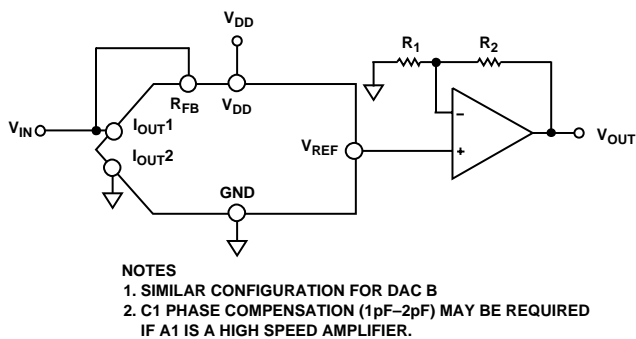 VDD
R1
R2
RFB
VDD
VIN
IOUT1
IOUT2
VREF
–
+
VOUT
GND
NOTES
1. SIMILAR CONFIGURATION FOR DAC B
2. C1 PHASE COMPENSATION (1pF–2pF) MAY BE REQUIRED
IF A1 IS A HIGH SPEED AMPLIFIER.